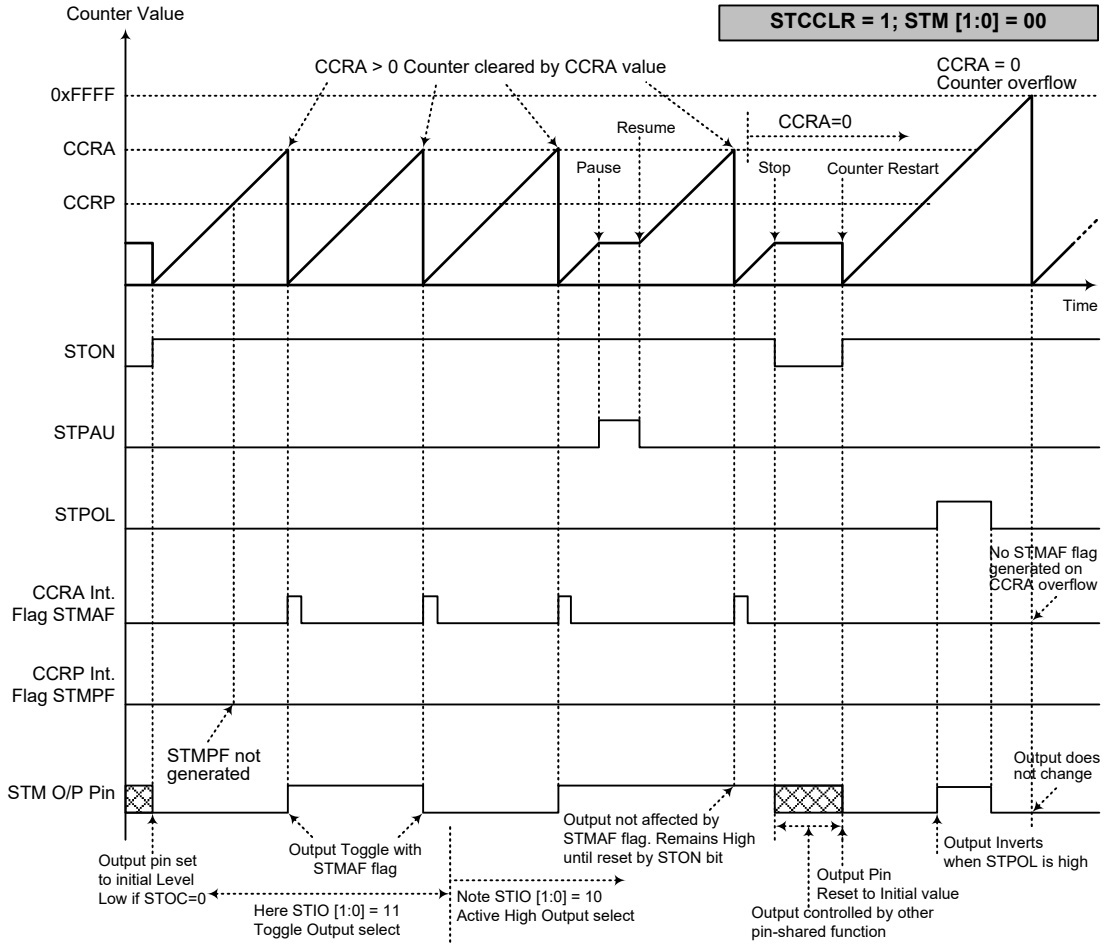 Counter Value
STCCLR = 1; STM [1:0] = 00
CCRA > 0 Counter cleared by CCRA value
CCRA = 0
Counter overflow
0xFFFF
CCRA=0
Resume
CCRA
Pause
Stop
Counter Restart
CCRP
Time
STON
STPAU
STPOL
No STMAF flag
generated on
CCRA overflow
CCRA Int.
Flag STMAF
CCRP Int.
Flag STMPF
STMPF not
generated
STM O/P Pin
Output does
not change
Output pin set
to initial Level
Low if STOC=0
Output Toggle with
STMAF flag
Output not affected by
STMAF flag. Remains High
until reset by STON bit
Output Inverts
when STPOL is high
Here STIO [1:0] = 11
Toggle Output select
Note STIO [1:0] = 10
Active High Output select
Output Pin
Reset to Initial value
Output controlled by other
pin-shared function